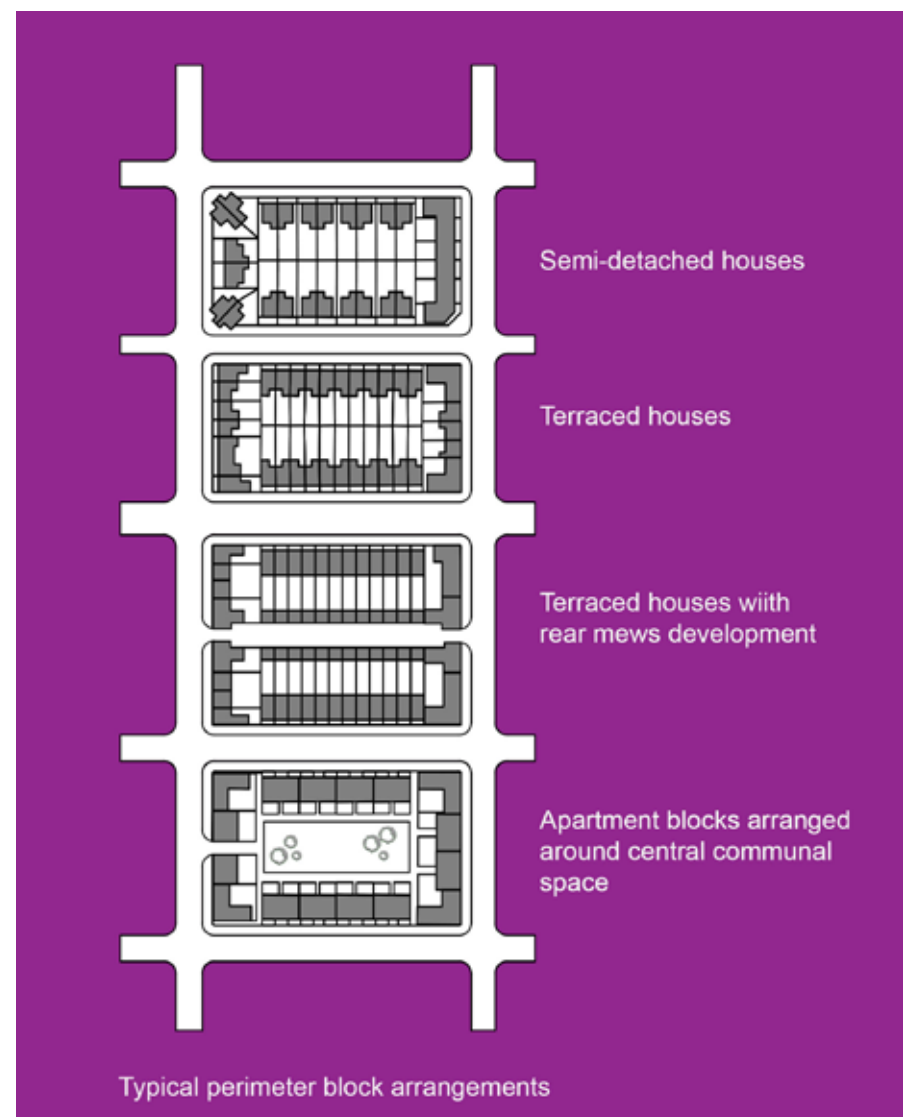 Semi-detached houses
Terraced houses
Terraced houses wiith
rear mews development
Apartment blocks arranged
around central communal
space
Typical perimeter block arrangements